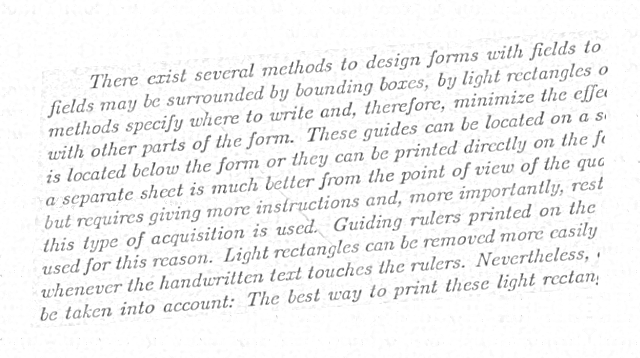 There exist several methods to design forms with fields to
fields may be surrounded by bounding boxes, by light rectangles o
methods specify where to write and, therefore, minimize the effe
with other parts of the form. These guides can be located on a s
is located below the form or they can be printed directly on the f
a separate sheet is much better from the point of view of the qua
but requires giving more instructions and, more importantly, rest
this type of acquisition is used. Guiding rulers printed on the
used for this reason. Light rectangles can be removed more easily
whenever the handwritten text touches the rulers. Nevertheless,
be taken into account: The best way to print these light rectang